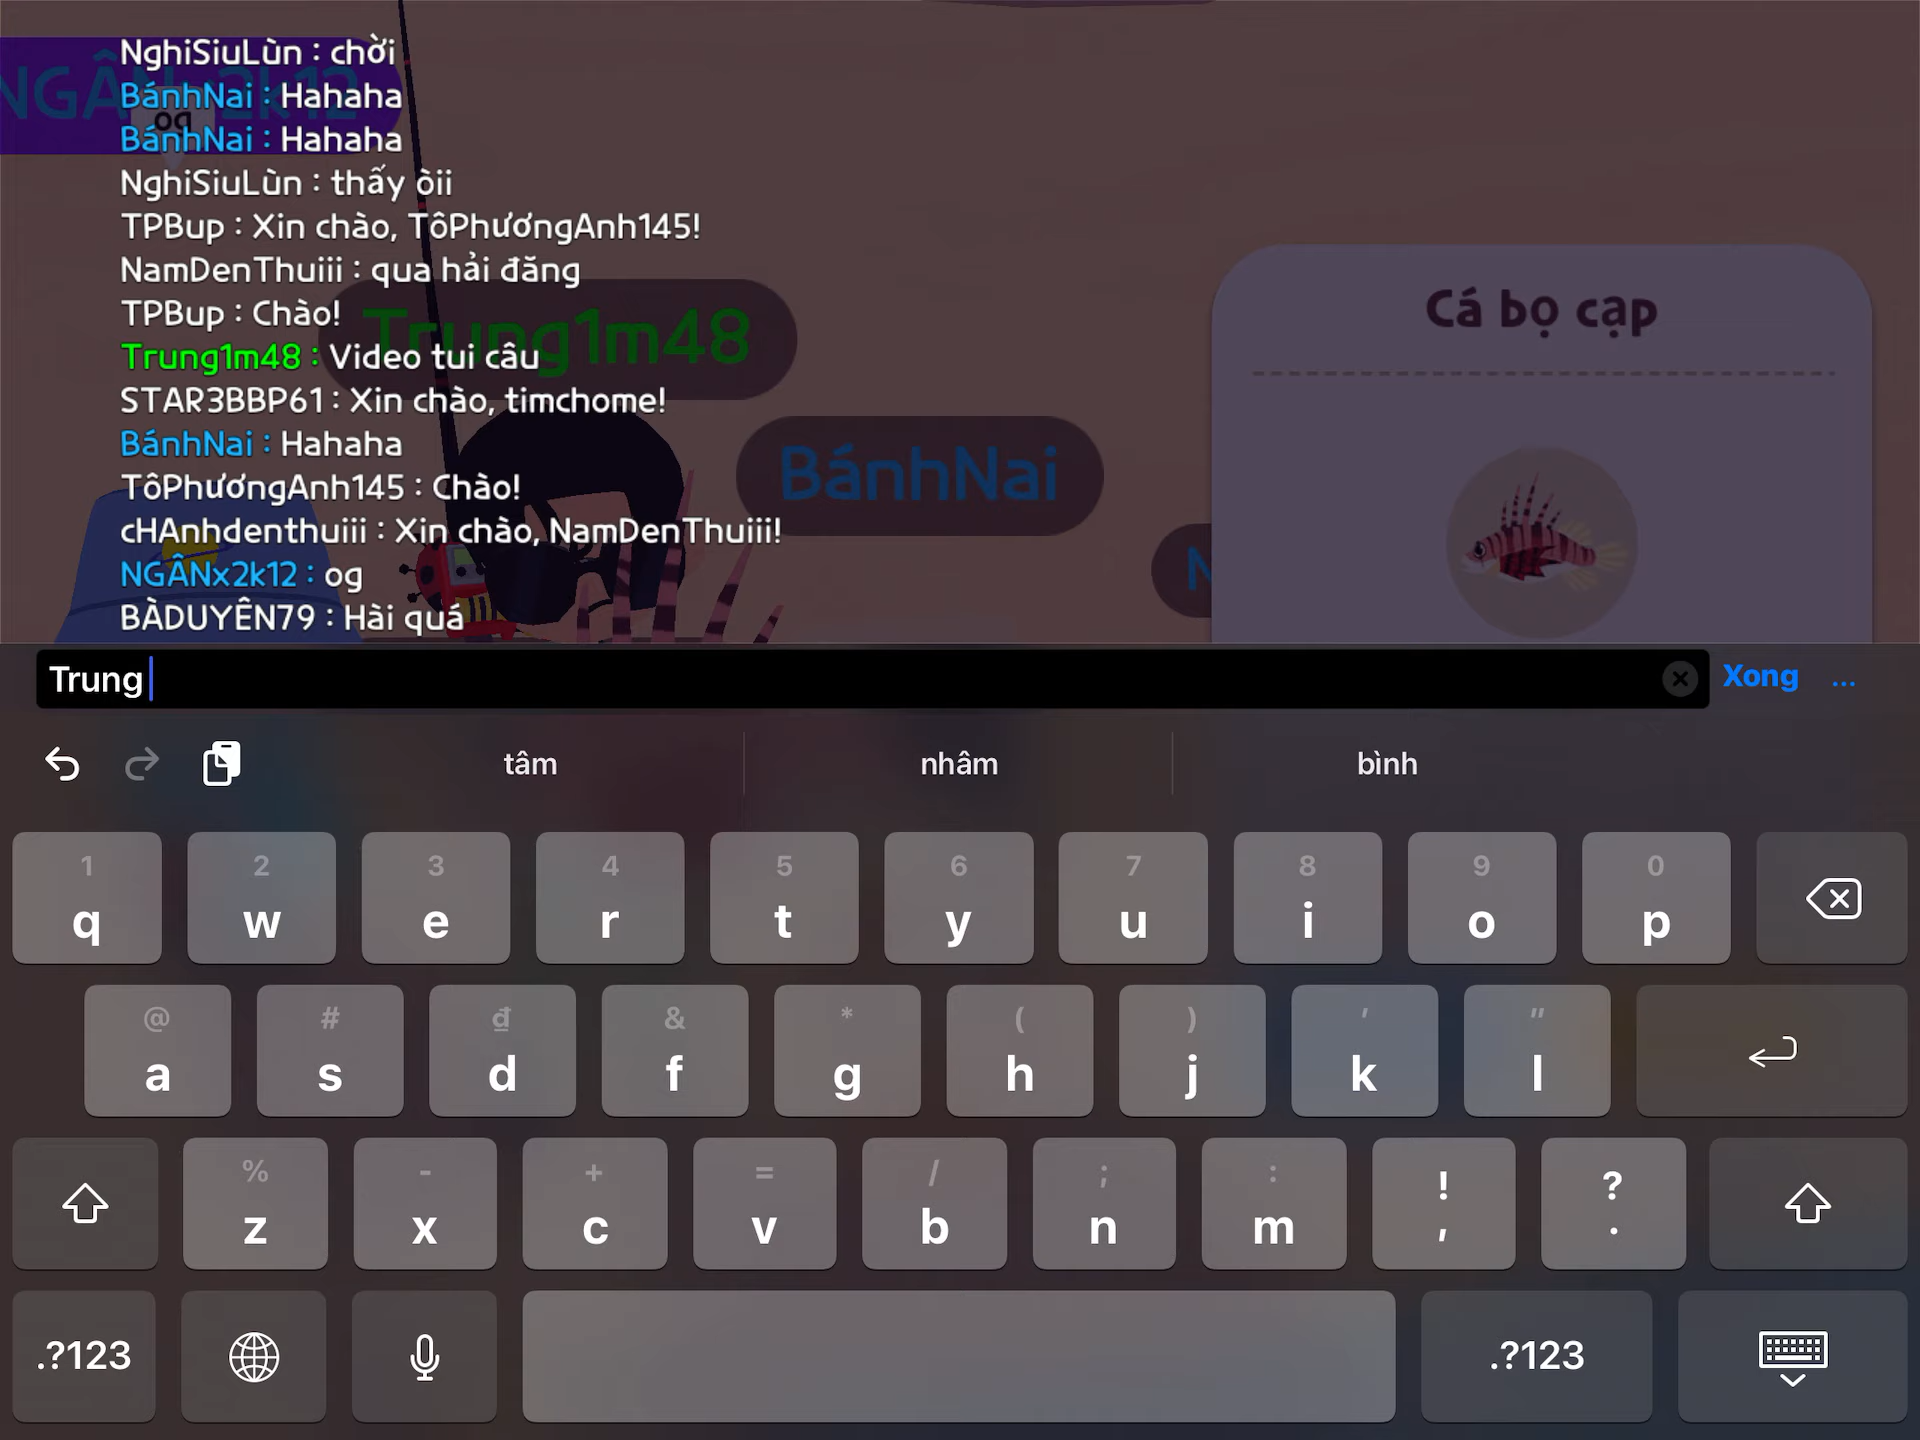 NGÂNx2k12
og
NghiSiuLùn : chời
BánhNai : Hahaha
BánhNai : Hahaha
NghiSiuLùn : thấy òii
TPBup : Xin chào, TôPhươngAnh145!
NamDenThuiii : qua hải đăng
TPBup : Chào!
Trung1m48 : Video tui câu
STAR3BBP61 : Xin chào, timchome!
BánhNai : Hahaha
TôPhươngAnh145 : Chào!
cHAnhdenthuiii : Xin chào, NamDenThuiii!
NGÂNx2k12 : og
BÀDUYÊN79 : Hài quá
Trung1m48
BánhNai
N
Cá bọ cạp
Trung
Xong ...
tâm nhâm bình
1 2 3 4 5 6 7 8 9 0
q w e r t y u i o p
@ # đ & * ( ) ' "
a s d f g h j k l
% - + = / ; : ! ?
z x c v b n m , .
.?123 .?123